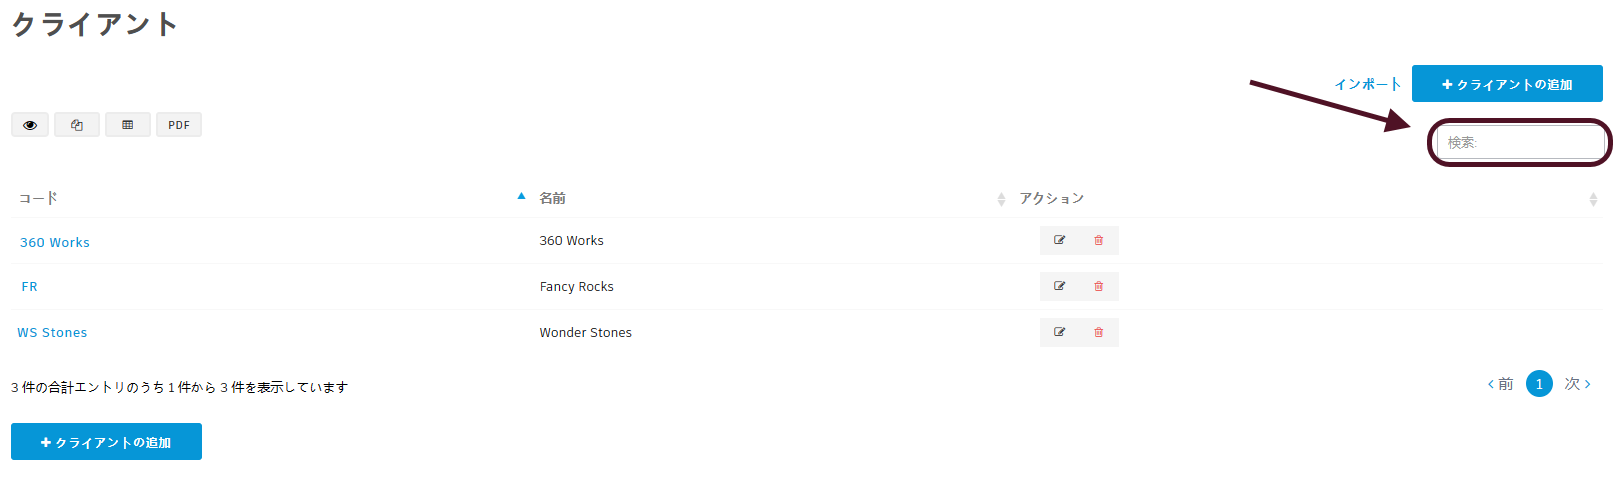 クライアント
インポート
クライアントの追加
PDF
検索:
コード 名前 アクション
360 Works 360 Works
FR Fancy Rocks
WS Stones Wonder Stones
3 件の合計エントリのうち 1 件から 3 件を表示しています
前 1 次
クライアントの追加